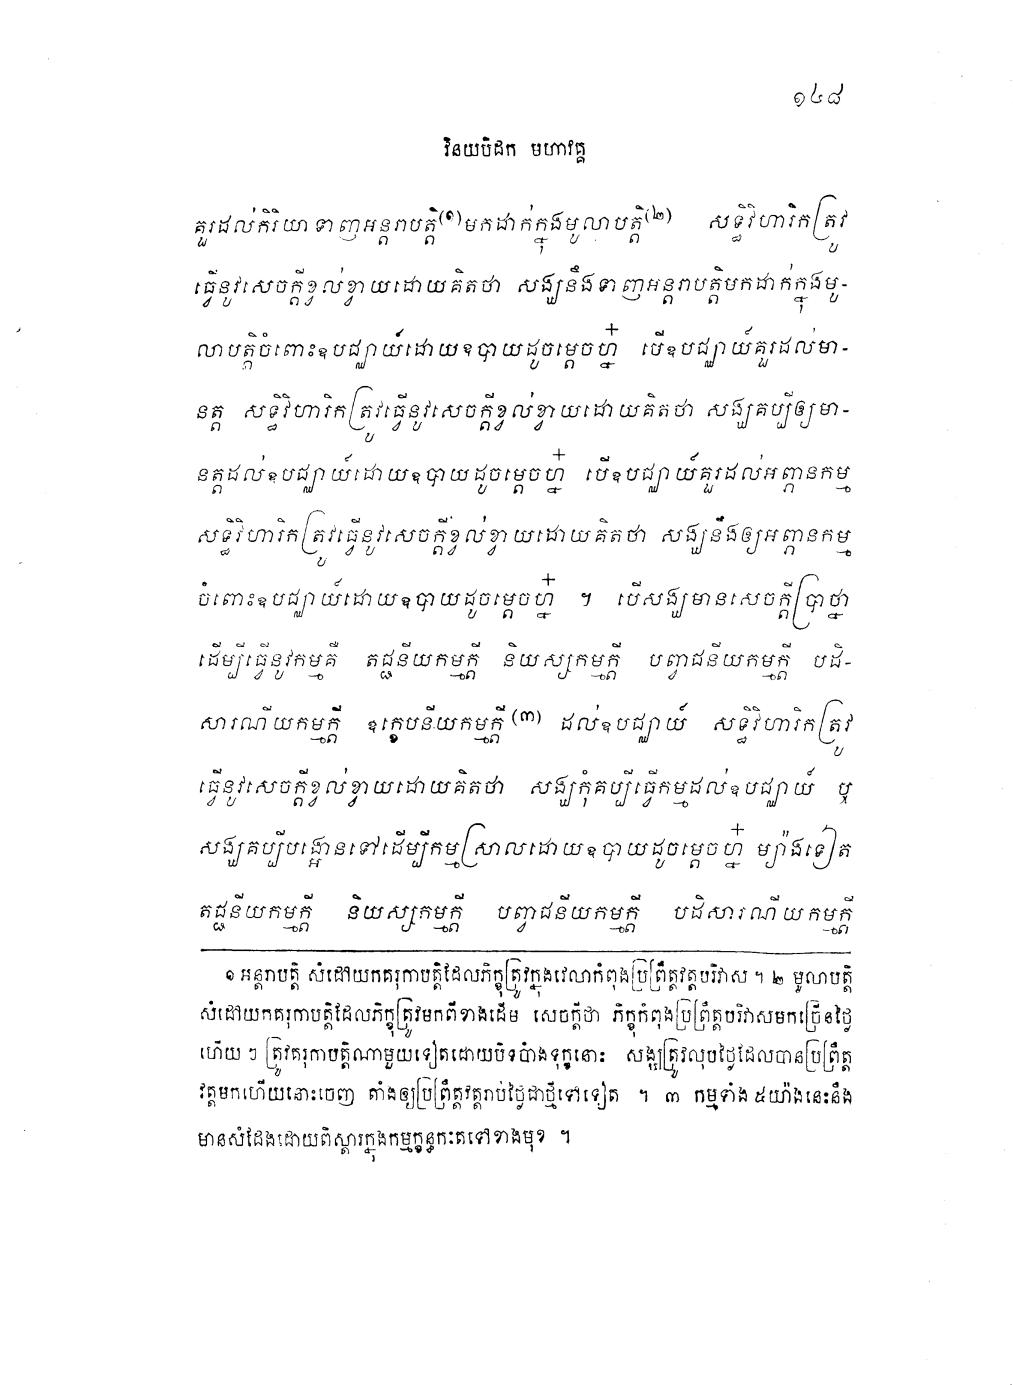 ១៤៨
វិនយបិដក មហាវគ្គ
គួរដល់កិរិយាទាញអន្តរាបត្តិ(១)មកដាក់ក្នុងមូលាបត្តិ(២) សទ្ធិវិហារិកត្រូវ
ធ្វើនូវសេចក្តីខ្វល់ខ្វាយដោយគិតថា សង្ឃនឹងទាញអន្តរាបត្តិមកដាក់ក្នុងមូ-
លាបត្តិចំពោះឧបជ្ឈាយ៍ដោយឧបាយដូចម្តេចហ្ន៎ បើឧបជ្ឈាយ៍គួរដល់មា-
នត្ត សទ្ធិវិហារិកត្រូវធ្វើនូវសេចក្តីខ្វល់ខ្វាយដោយគិតថា សង្ឃគប្បីឲ្យមា-
នត្តដល់ឧបជ្ឈាយ៍ដោយឧបាយដូចម្តេចហ្ន៎ បើឧបជ្ឈាយ៍គួរដល់អព្ភានកម្ម
សទ្ធិវិហារិកត្រូវធ្វើនូវសេចក្តីខ្វល់ខ្វាយដោយគិតថា សង្ឃនឹងឲ្យអព្ភានកម្ម
ចំពោះឧបជ្ឈាយ៍ដោយឧបាយដូចម្តេចហ្ន៎ ។ បើសង្ឃមានសេចក្តីប្រាថ្នា
ដើម្បីធ្វើនូវកម្មគឺ តជ្ជនីយកម្មក្តី និយស្សកម្មក្តី បព្វាជនីយកម្មក្តី បដិ-
សារណីយកម្មក្តី ឧក្ខេបនីយកម្មក្តី(៣) ដល់ឧបជ្ឈាយ៍ សទ្ធិវិហារិកត្រូវ
ធ្វើនូវសេចក្តីខ្វល់ខ្វាយដោយគិតថា សង្ឃកុំគប្បីធ្វើកម្មដល់ឧបជ្ឈាយ៍ ឬ
សង្ឃគប្បីបង្អោនទៅដើម្បីកម្មស្រាលដោយឧបាយដូចម្តេចហ្ន៎ ម្យ៉ាងទៀត
តជ្ជនីយកម្មក្តី និយស្សកម្មក្តី បព្វាជនីយកម្មក្តី បដិសារណីយកម្មក្តី
១ អន្តរាបត្តិ សំដៅយកគរុកាបត្តិដែលភិក្ខុត្រូវក្នុងវេលាកំពុងប្រព្រឹត្តវត្តបរិវាស ។ ២ មូលាបត្តិ
សំដៅយកគរុកាបត្តិដែលភិក្ខុត្រូវមកពីខាងដើម សេចក្តីថា ភិក្ខុកំពុងប្រព្រឹត្តបរិវាសមកច្រើនថ្ងៃ
ហើយ ៗ ត្រូវគរុកាបត្តិណាមួយទៀតដោយបិទបាំងទុក្ខនោះ សង្ឃត្រូវលុបថ្ងៃដែលបានប្រព្រឹត្ត
វត្តមកហើយនោះចេញ តាំងឲ្យប្រព្រឹត្តវត្តរាប់ថ្ងៃជាថ្មីទៅទៀត ។ ៣ កម្មទាំង ៥យ៉ាងនេះនឹង
មានសំដែងដោយពិស្តារក្នុងកម្មក្ខន្ធកៈតទៅខាងមុខ ។